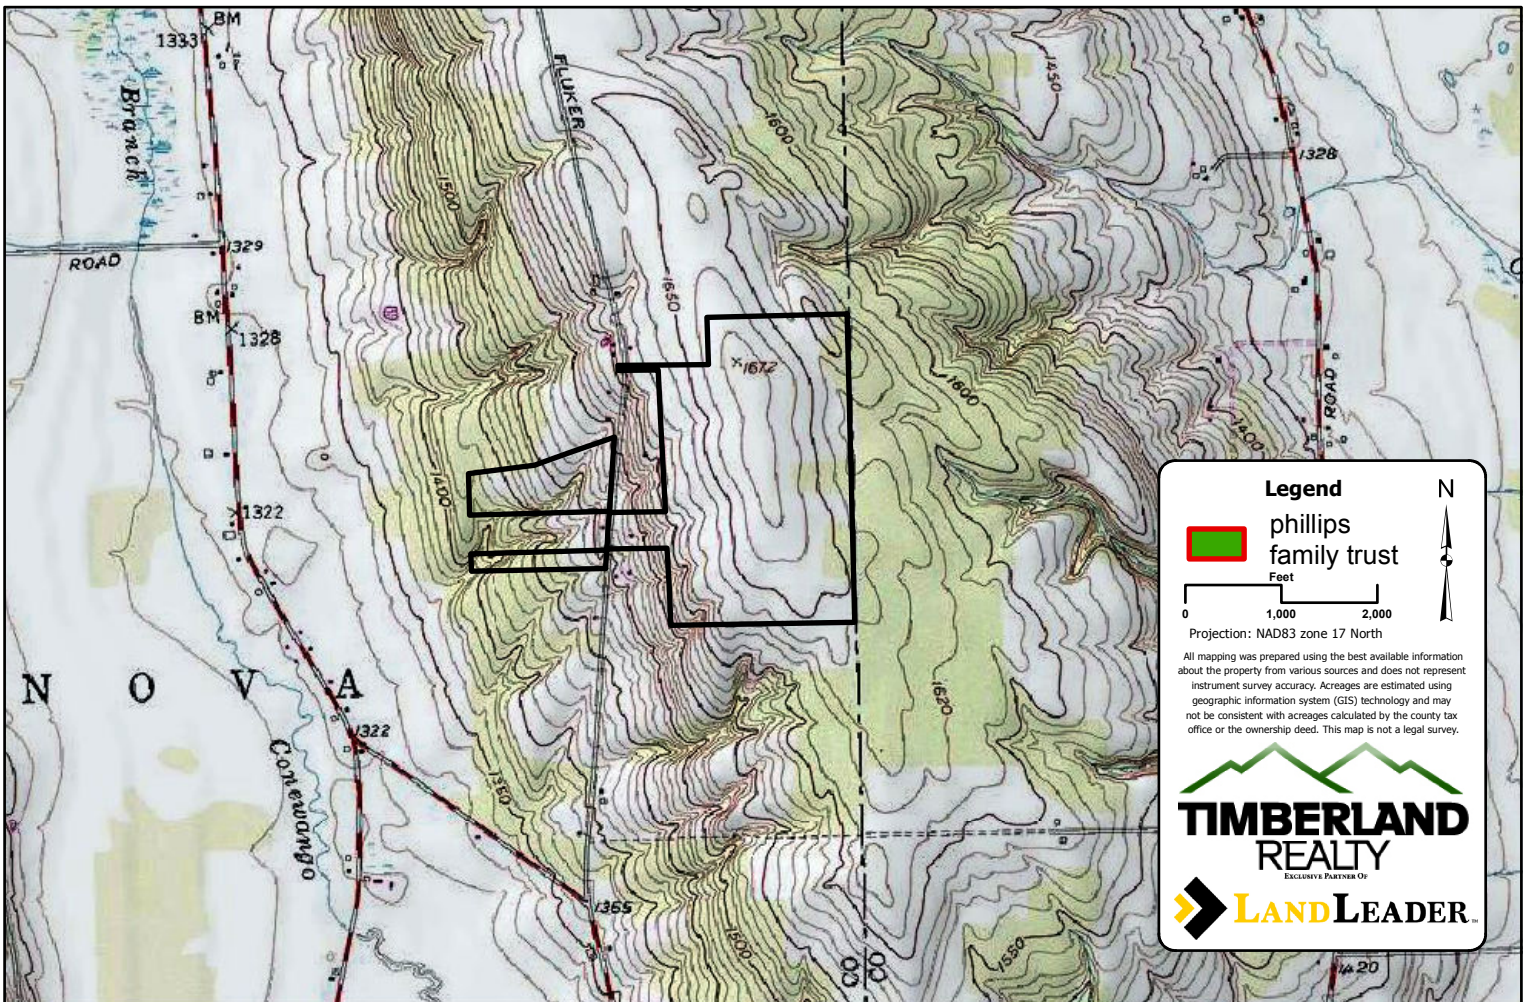 BM
1333
Branch
FLUKER
1450
1600
1328
1500
1329
ROAD
BM
1328
1650
1672
1600
ROAD
1400
1400
1322
N O V A
1322
Conewango
1350
1620
1365
1500
1550
CO
CO
1420
Legend
N
phillips
family trust
Feet
0 1,000 2,000
Projection: NAD83 zone 17 North
All mapping was prepared using the best available information
about the property from various sources and does not represent
instrument survey accuracy. Acreages are estimated using
geographic information system (GIS) technology and may
not be consistent with acreages calculated by the county tax
office or the ownership deed. This map is not a legal survey.
TIMBERLAND
REALTY
EXCLUSIVE PARTNER OF
LANDLEADER™